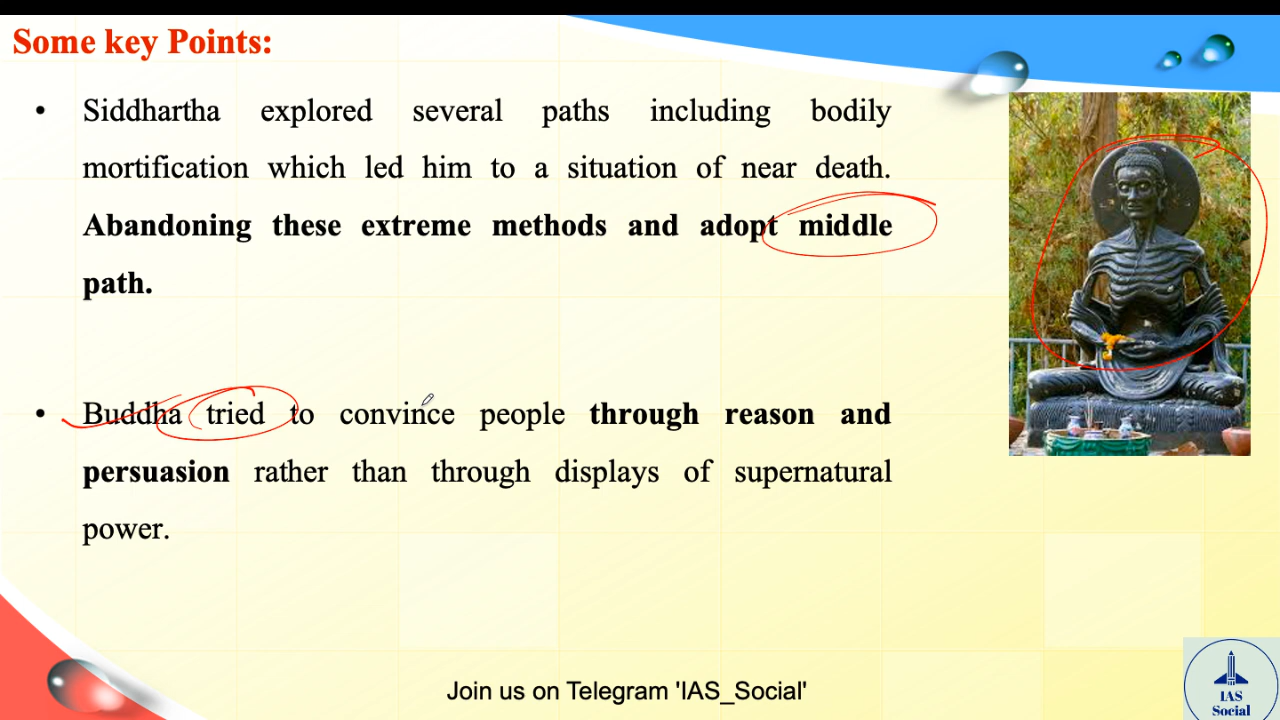 Some key Points:
• Siddhartha explored several paths including bodily
mortification which led him to a situation of near death.
Abandoning these extreme methods and adopt middle
path.
• Buddha tried to convince people through reason and
persuasion rather than through displays of supernatural
power.
Join us on Telegram 'IAS_Social'
IAS
Social